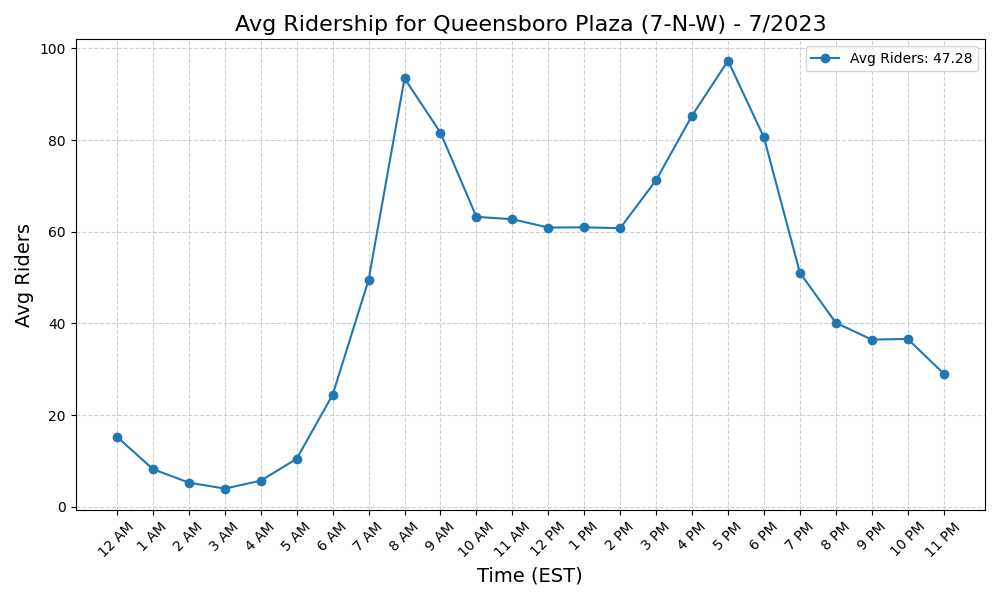 Avg Ridership for Queensboro Plaza (7-N-W) - 7/2023
Avg Riders: 47.28
Avg Riders
100
80
60
40
20
0
12 AM
1 AM
2 AM
3 AM
4 AM
5 AM
6 AM
7 AM
8 AM
9 AM
10 AM
11 AM
12 PM
1 PM
2 PM
3 PM
4 PM
5 PM
6 PM
7 PM
8 PM
9 PM
10 PM
11 PM
Time (EST)